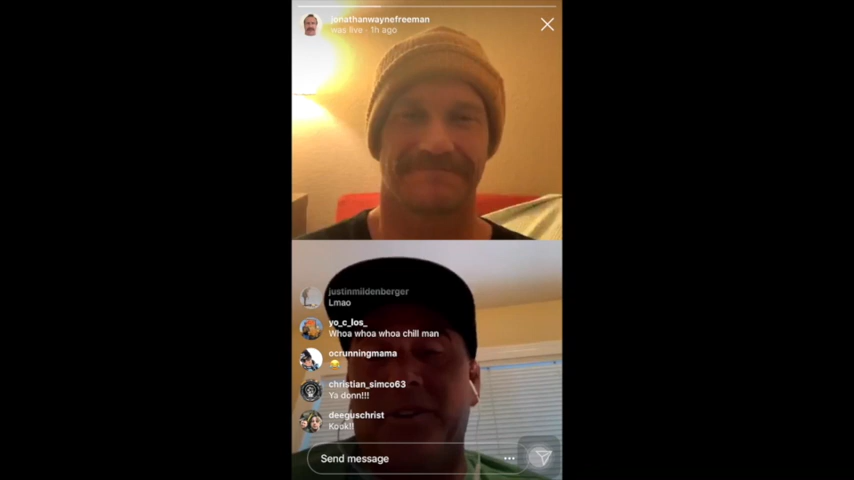 jonathanwaynefreeman
was live · 1h ago
justinmildenberger
Lmao
yo_c_los_
Whoa whoa whoa chill man
ocrunningmama
😂
christian_simco63
Ya donn!!!
deeguschrist
Kook!!
Send message